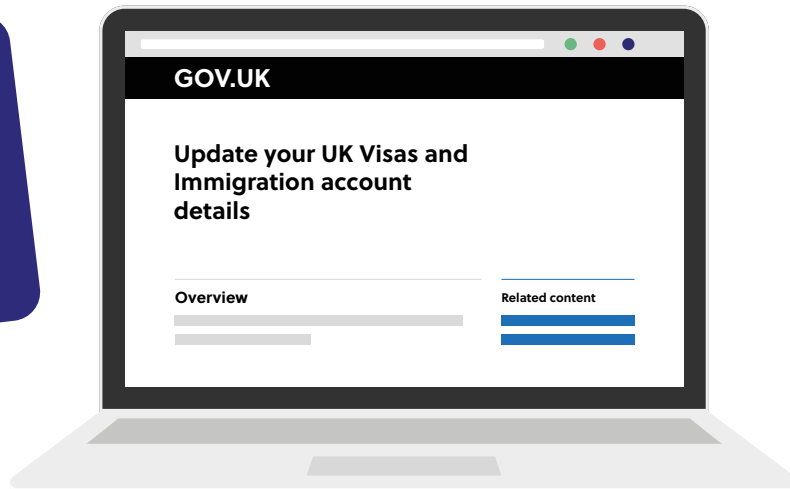 GOV.UK
Update your UK Visas and
Immigration account
details
Overview
Related content